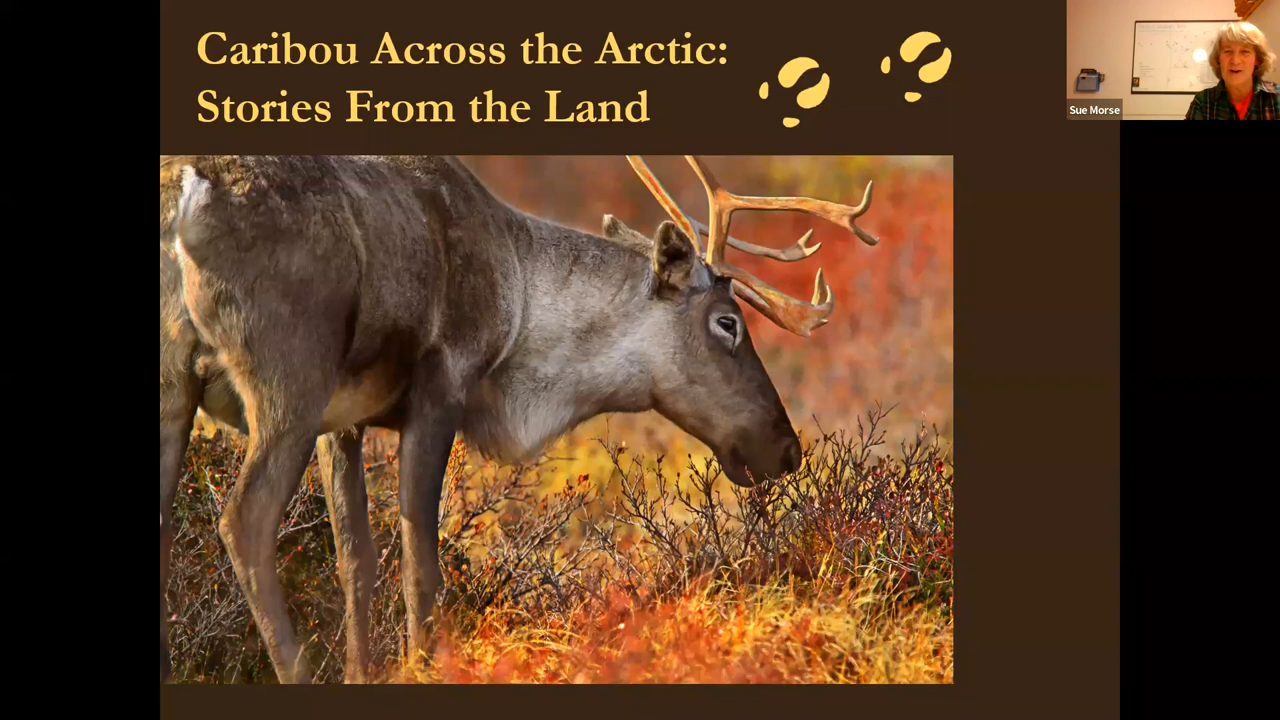 Caribou Across the Arctic:
Stories From the Land
Sue Morse